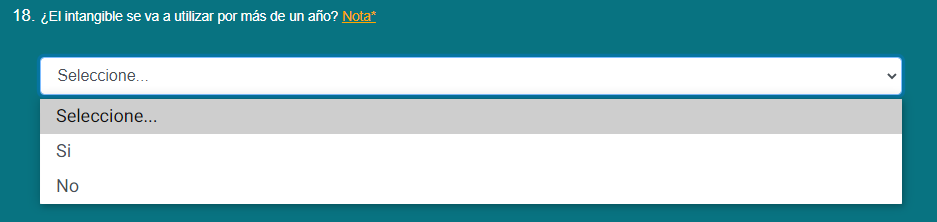 18. ¿El intangible se va a utilizar por más de un año? Nota*
Seleccione...
Seleccione...
Si
No